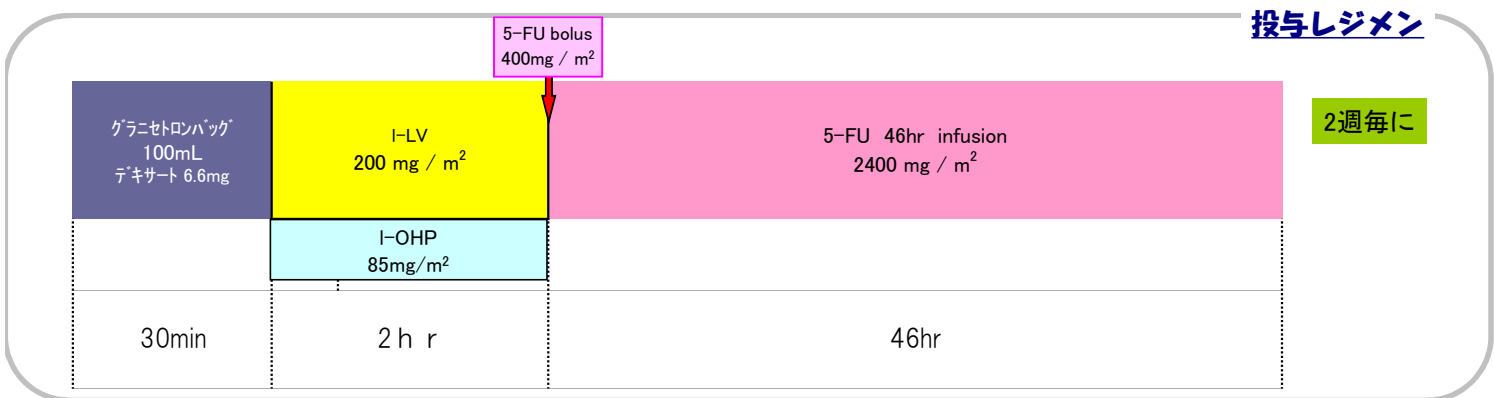 投与レジメン
5-FU bolus
400mg / m²
グラニセトロンバッグ
100mL
デキサート 6.6mg
l-LV
200 mg / m²
5-FU 46hr infusion
2400 mg / m²
2週毎に
l-OHP
85mg/m²
30min
2hr
46hr